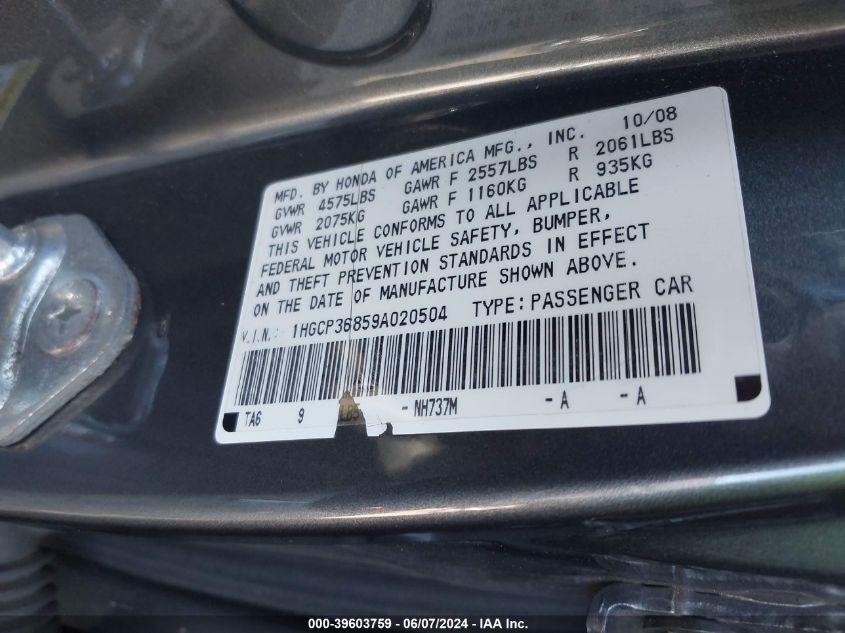 MFD. BY HONDA OF AMERICA MFG., INC. 10/08
GVWR 4575LBS GAWR F 2557LBS R 2061LBS
GVWR 2075KG GAWR F 1160KG R 935KG
THIS VEHICLE CONFORMS TO ALL APPLICABLE
FEDERAL MOTOR VEHICLE SAFETY, BUMPER,
AND THEFT PREVENTION STANDARDS IN EFFECT
ON THE DATE OF MANUFACTURE SHOWN ABOVE.
V.I.N.: 1HGCP36859A020504 TYPE: PASSENGER CAR
TA6 9 - NH737M -A -A
000-39603759 | 06/07/2024 - IAA Inc.